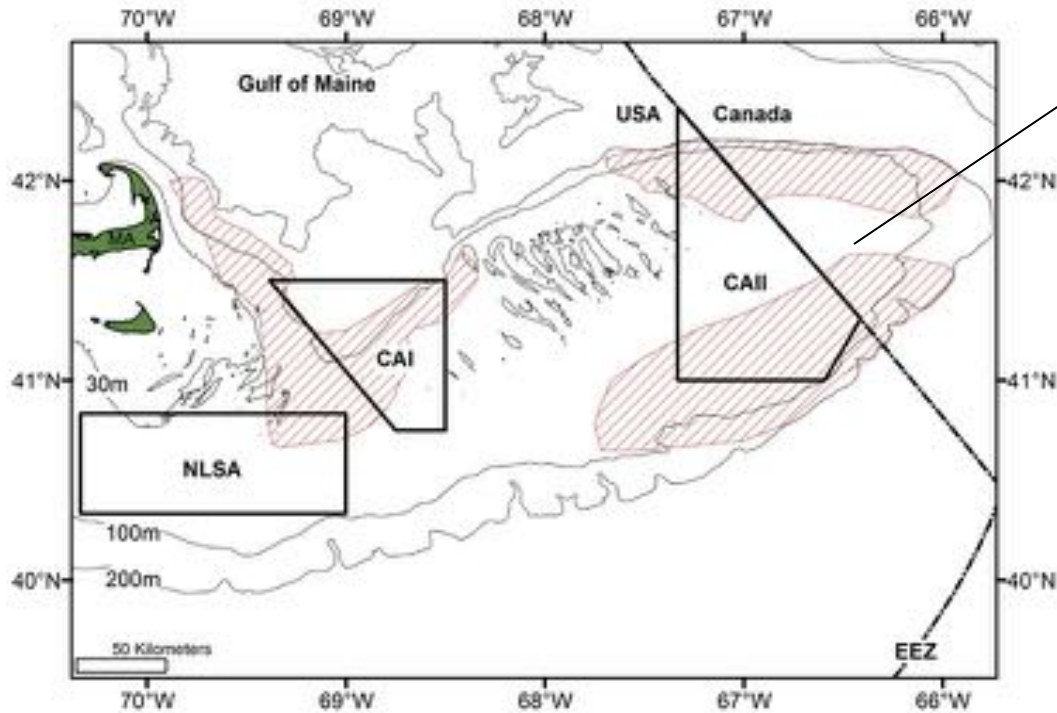 70°W 69°W 68°W 67°W 66°W
Gulf of Maine
USA Canada
42°N 42°N
MA
CAII
CAI
41°N 41°N
30m
NLSA
100m
200m
40°N 40°N
50 Kilometers
EEZ
70°W 69°W 68°W 67°W 66°W